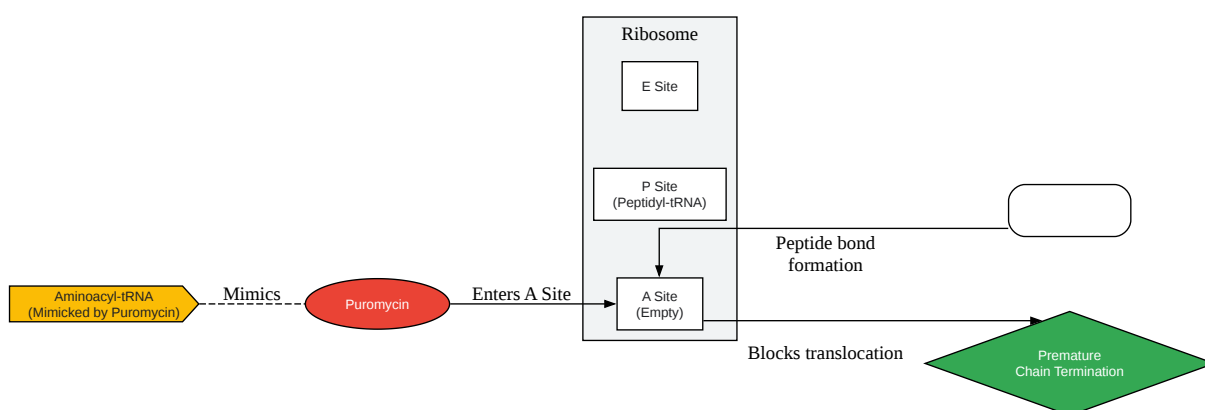 Ribosome
E Site
P Site
(Peptidyl-tRNA)
Peptide bond
formation
Aminoacyl-tRNA
(Mimicked by Puromycin)
Mimics
Puromycin
Enters A Site
A Site
(Empty)
Blocks translocation
Premature
Chain Termination